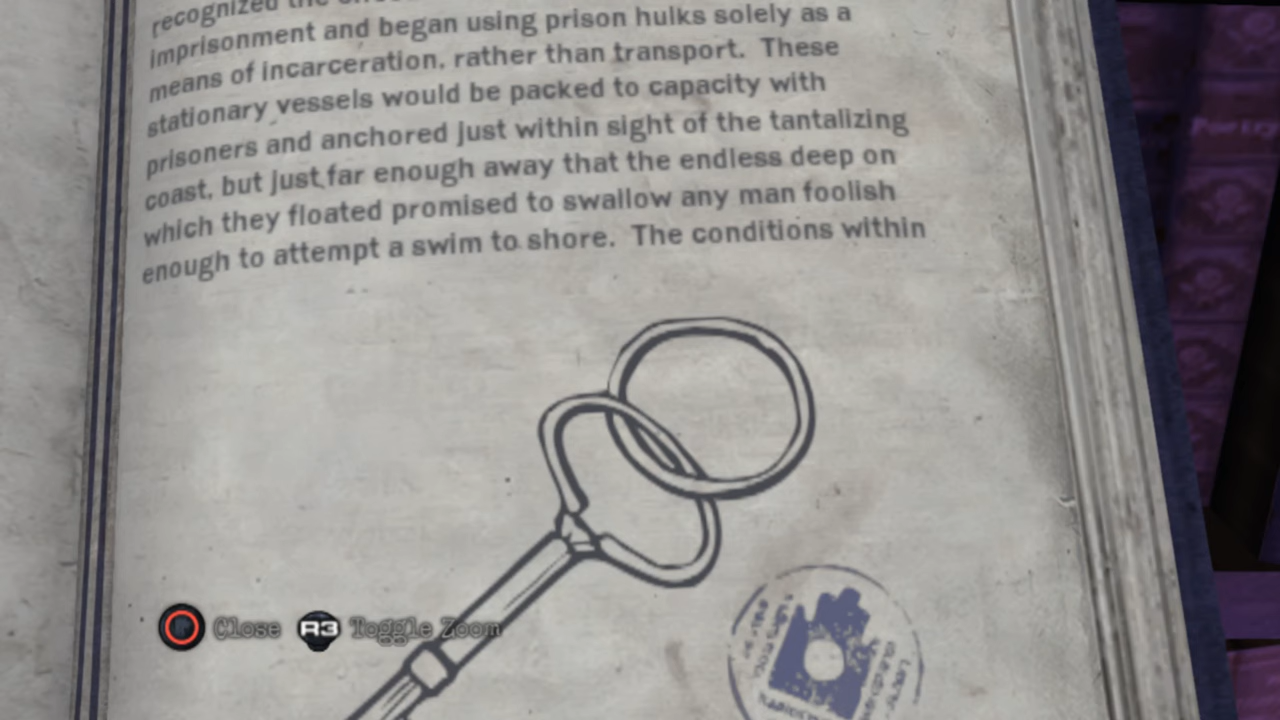 recognized the
imprisonment and began using prison hulks solely as a
means of incarceration, rather than transport. These
stationary vessels would be packed to capacity with
prisoners and anchored just within sight of the tantalizing
coast, but just far enough away that the endless deep on
which they floated promised to swallow any man foolish
enough to attempt a swim to shore. The conditions within
Close R3 Toggle Zoom